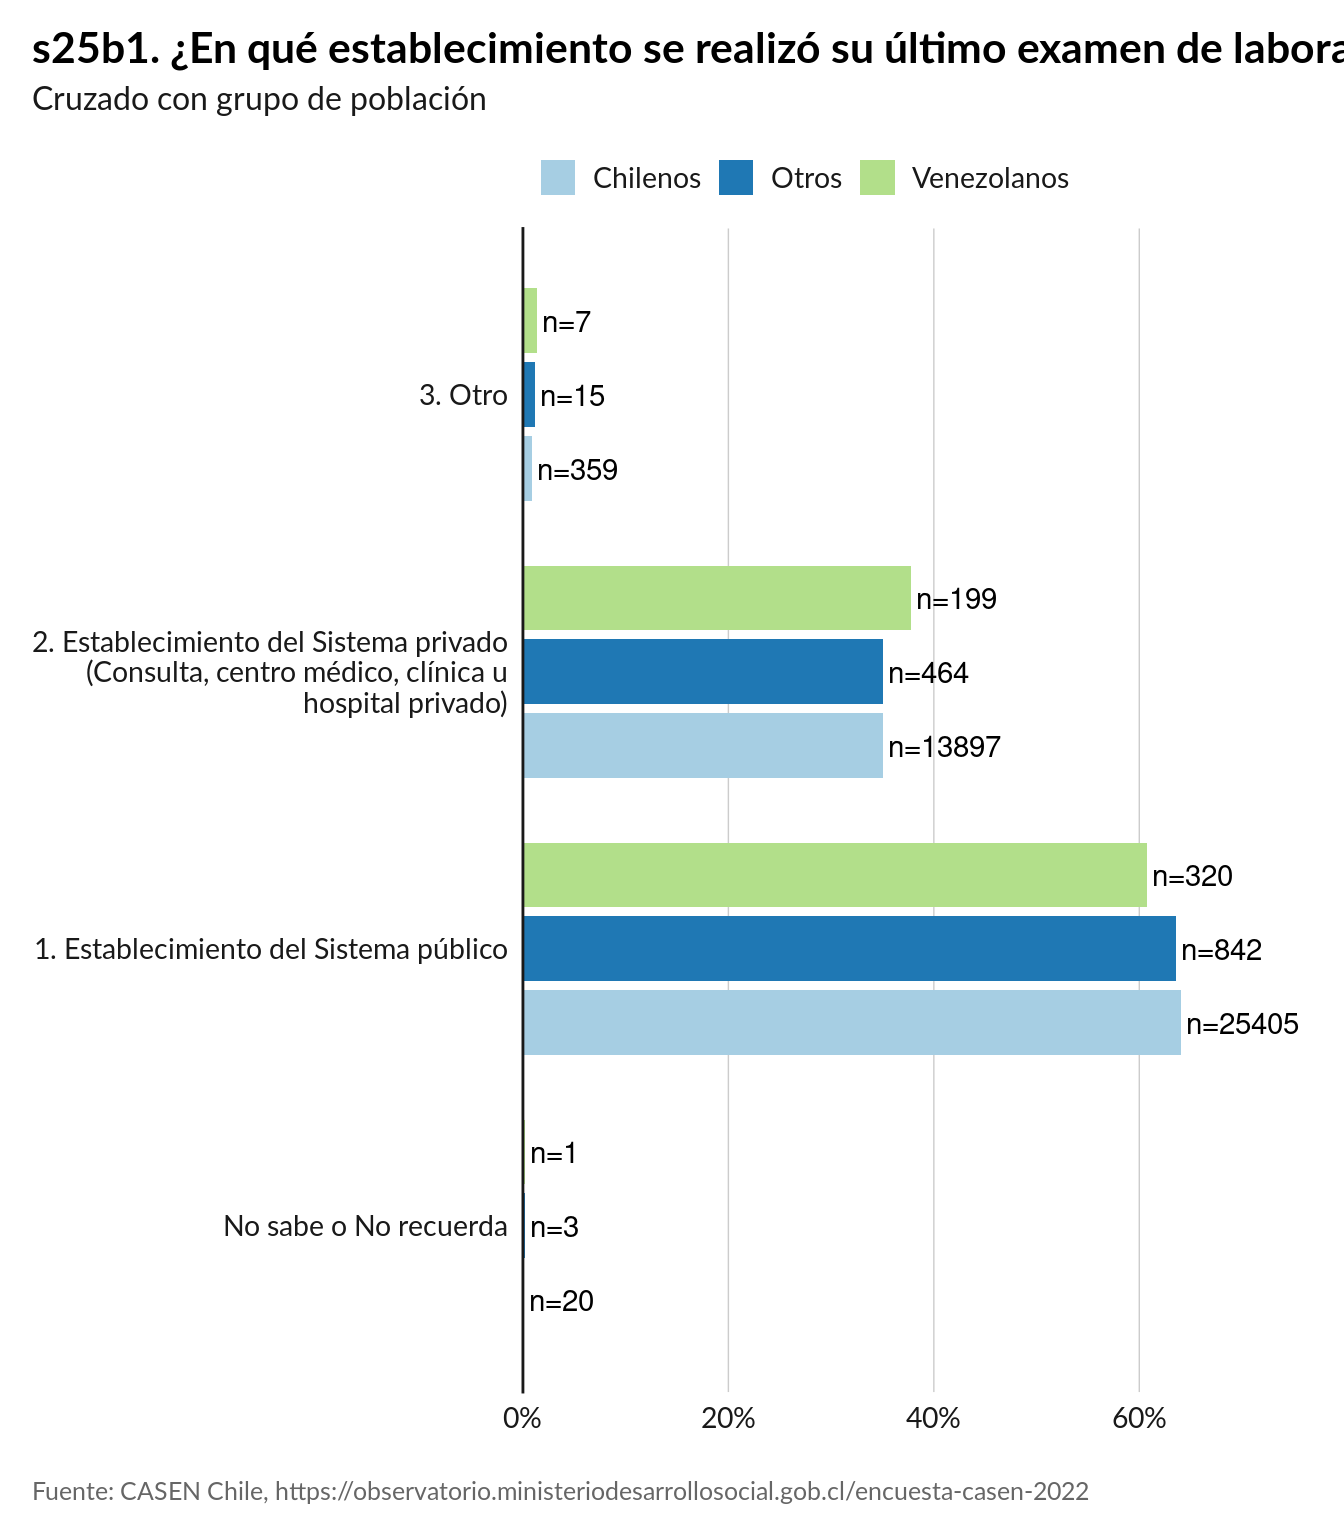 s25b1. ¿En qué establecimiento se realizó su último examen de labora
Cruzado con grupo de población
Chilenos Otros Venezolanos
n=7
3. Otro n=15
n=359
n=199
2. Establecimiento del Sistema privado
(Consulta, centro médico, clínica u
hospital privado)
n=464
n=13897
n=320
1. Establecimiento del Sistema público n=842
n=25405
n=1
No sabe o No recuerda n=3
n=20
0% 20% 40% 60%
Fuente: CASEN Chile, https://observatorio.ministeriodesarrollosocial.gob.cl/encuesta-casen-2022